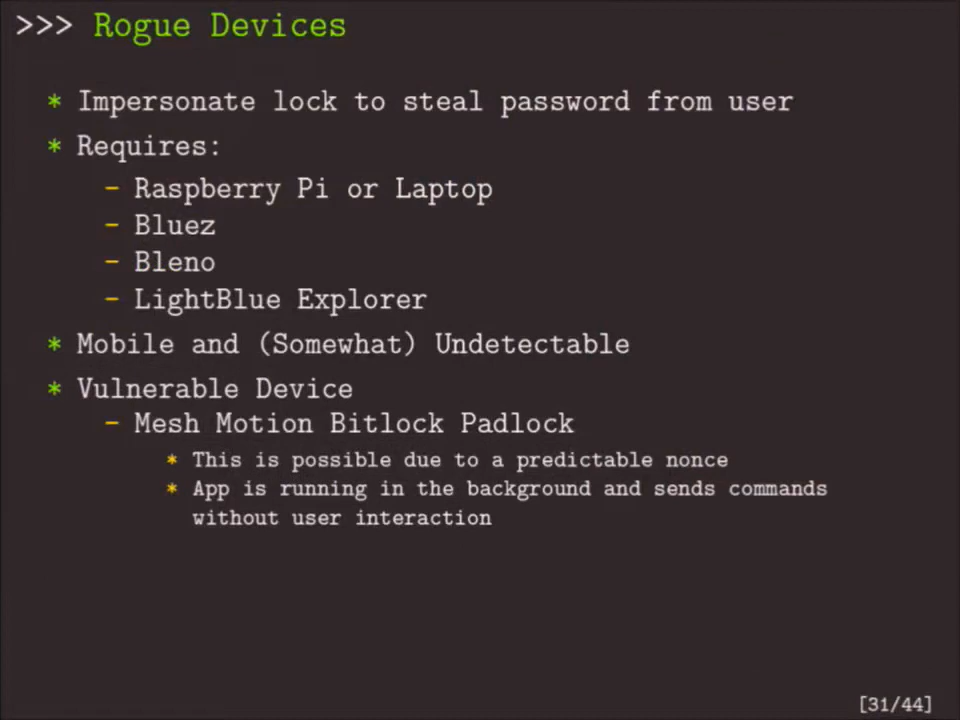 >>> Rogue Devices
* Impersonate lock to steal password from user
* Requires:
- Raspberry Pi or Laptop
- Bluez
- Bleno
- LightBlue Explorer
* Mobile and (Somewhat) Undetectable
* Vulnerable Device
- Mesh Motion Bitlock Padlock
* This is possible due to a predictable nonce
* App is running in the background and sends commands
without user interaction
[31/44]